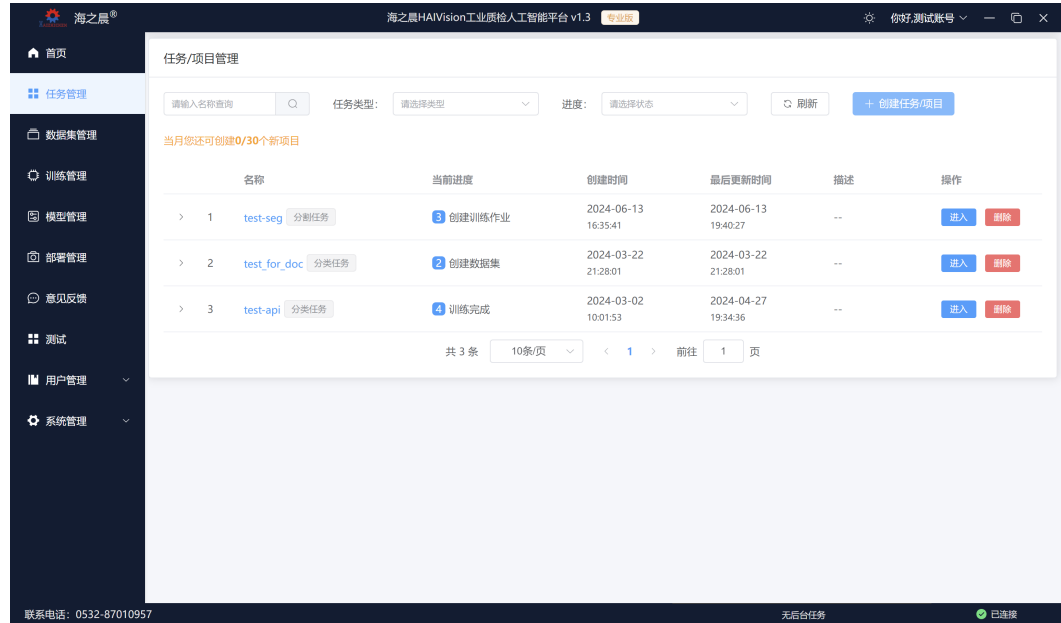 海之晨® 海之晨HAIVision工业质检人工智能平台 v1.3 专业版 你好,测试账号
首页
任务管理
数据集管理
训练管理
模型管理
部署管理
意见反馈
测试
用户管理
系统管理
任务/项目管理
请输入名称查询 任务类型: 请选择类型 进度: 请选择状态 刷新 + 创建任务/项目
当月您还可创建0/30个新项目
名称 当前进度 创建时间 最后更新时间 描述 操作
1 test-seg 分割任务 3 创建训练作业 2024-06-13 2024-06-13 -- 进入 删除
16:35:41 19:40:27
2 test_for_doc 分类任务 2 创建数据集 2024-03-22 2024-03-22 -- 进入 删除
21:28:01 21:28:01
3 test-api 分类任务 4 训练完成 2024-03-02 2024-04-27 -- 进入 删除
10:01:53 19:34:36
共 3 条 10条/页 < 1 > 前往 1 页
联系电话: 0532-87010957 无后台任务 已连接